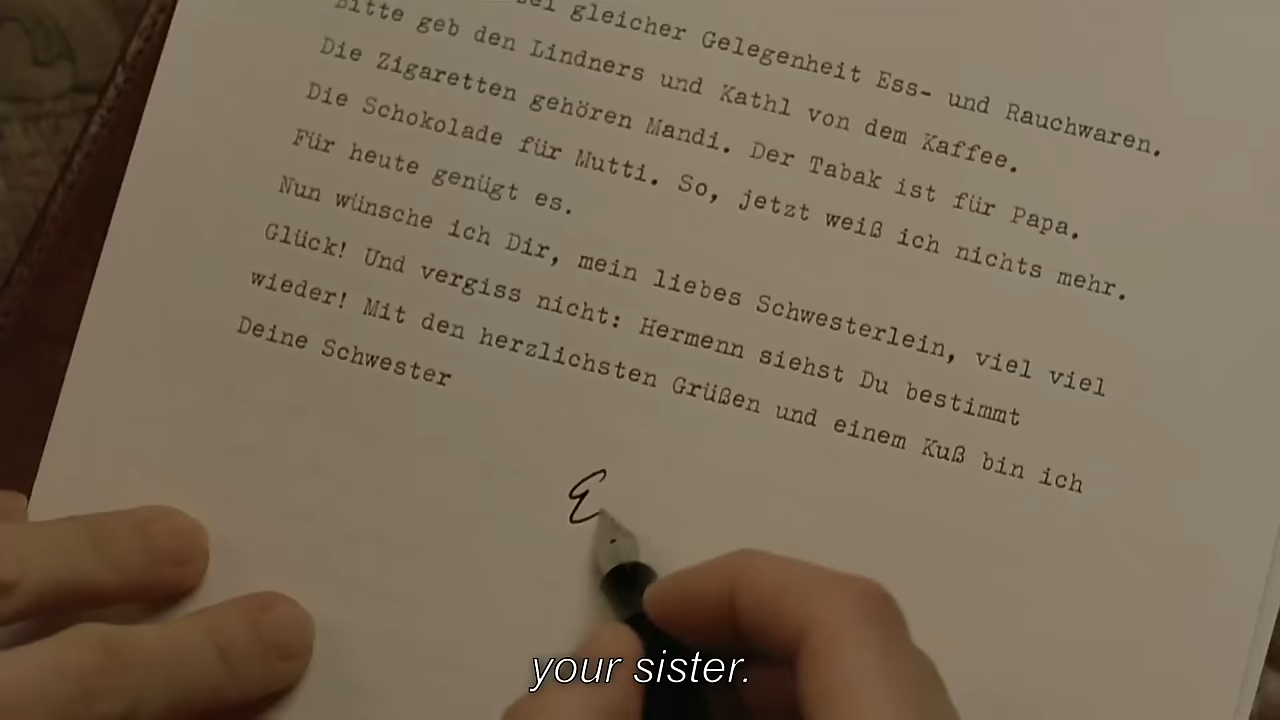 bei gleicher Gelegenheit Ess- und Rauchwaren.
Bitte geb den Lindners und Kathl von dem Kaffee.
Die Zigaretten gehören Mandi. Der Tabak ist für Papa.
Die Schokolade für Mutti. So, jetzt weiß ich nichts mehr.
Für heute genügt es.
Nun wünsche ich Dir, mein liebes Schwesterlein, viel viel
Glück! Und vergiss nicht: Hermenn siehst Du bestimmt
wieder! Mit den herzlichsten Grüßen und einem Kuß bin ich
Deine Schwester
E
your sister.